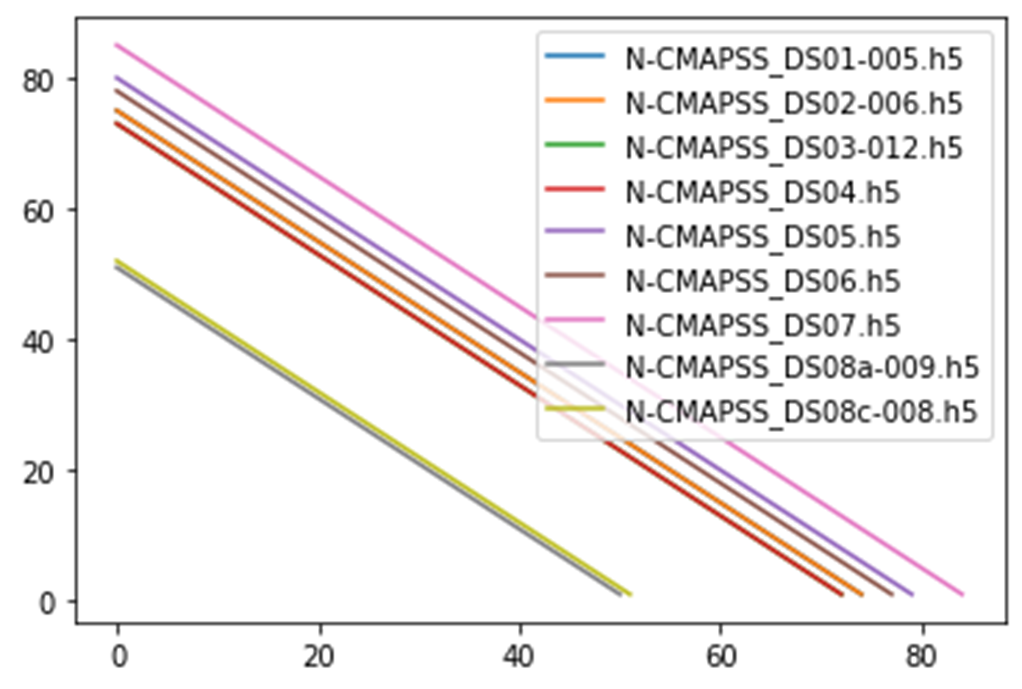 80
60
40
20
0
0 20 40 60 80
N-CMAPSS_DS01-005.h5
N-CMAPSS_DS02-006.h5
N-CMAPSS_DS03-012.h5
N-CMAPSS_DS04.h5
N-CMAPSS_DS05.h5
N-CMAPSS_DS06.h5
N-CMAPSS_DS07.h5
N-CMAPSS_DS08a-009.h5
N-CMAPSS_DS08c-008.h5